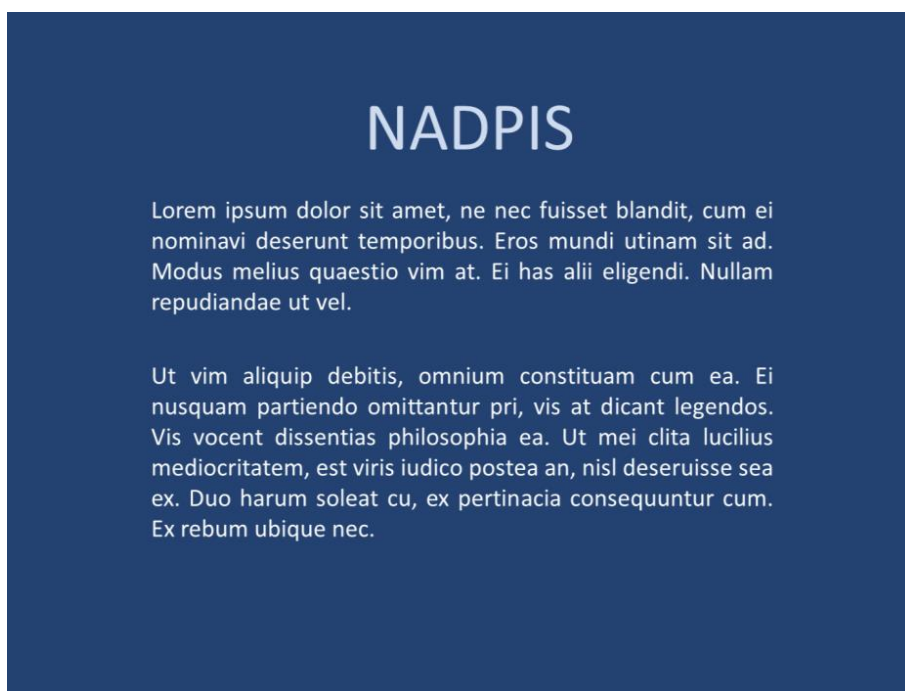 NADPIS
Lorem ipsum dolor sit amet, ne nec fuisset blandit, cum ei
nominavi deserunt temporibus. Eros mundi utinam sit ad.
Modus melius quaestio vim at. Ei has alii eligendi. Nullam
repudiandae ut vel.
Ut vim aliquip debitis, omnium constituam cum ea. Ei
nusquam partiendo omittantur pri, vis at dicant legendos.
Vis vocent dissentias philosophia ea. Ut mei clita lucilius
mediocritatem, est viris iudico postea an, nisl deseruisse sea
ex. Duo harum soleat cu, ex pertinacia consequuntur cum.
Ex rebum ubique nec.